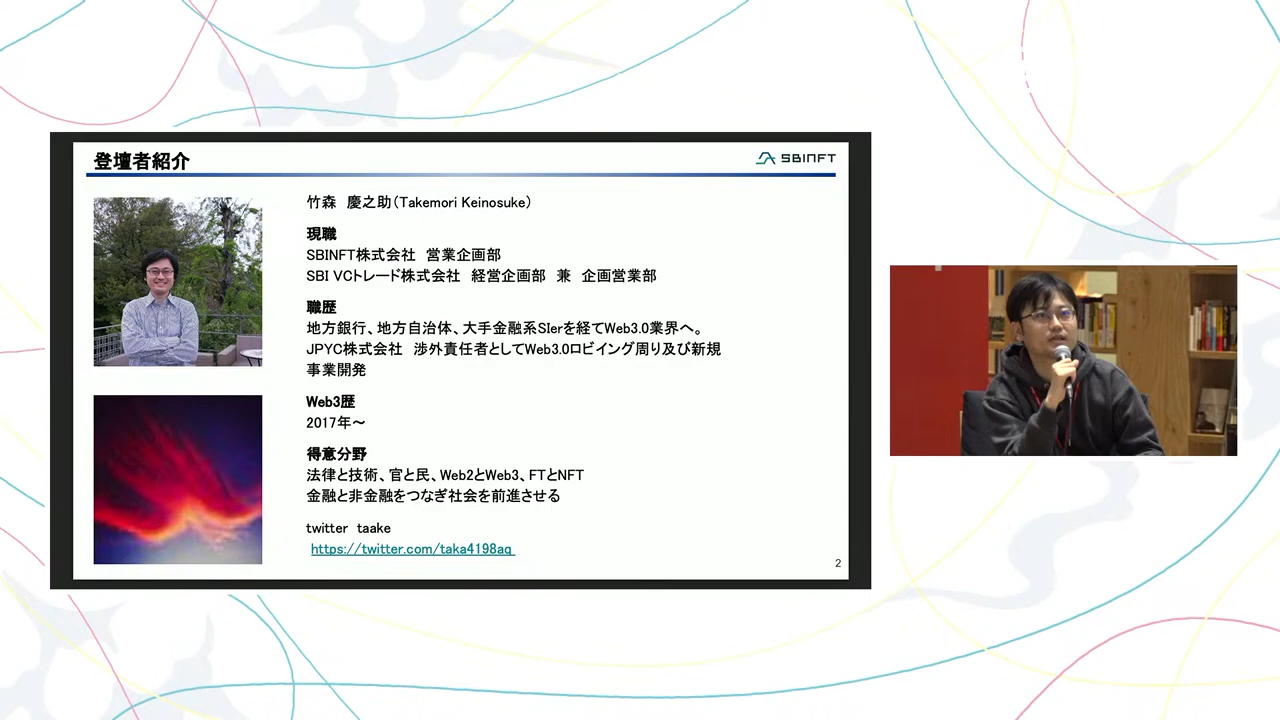 登壇者紹介
SBINFT
竹森　慶之助（Takemori Keinosuke）
現職
SBINFT株式会社　営業企画部
SBI VCトレード株式会社　経営企画部　兼　企画営業部
職歴
地方銀行、地方自治体、大手金融系SIerを経てWeb3.0業界へ。
JPYC株式会社　渉外責任者としてWeb3.0ロビイング周り及び新規
事業開発
Web3歴
2017年～
得意分野
法律と技術、官と民、Web2とWeb3、FTとNFT
金融と非金融をつなぎ社会を前進させる
twitter taake
https://twitter.com/taka4198aq
2